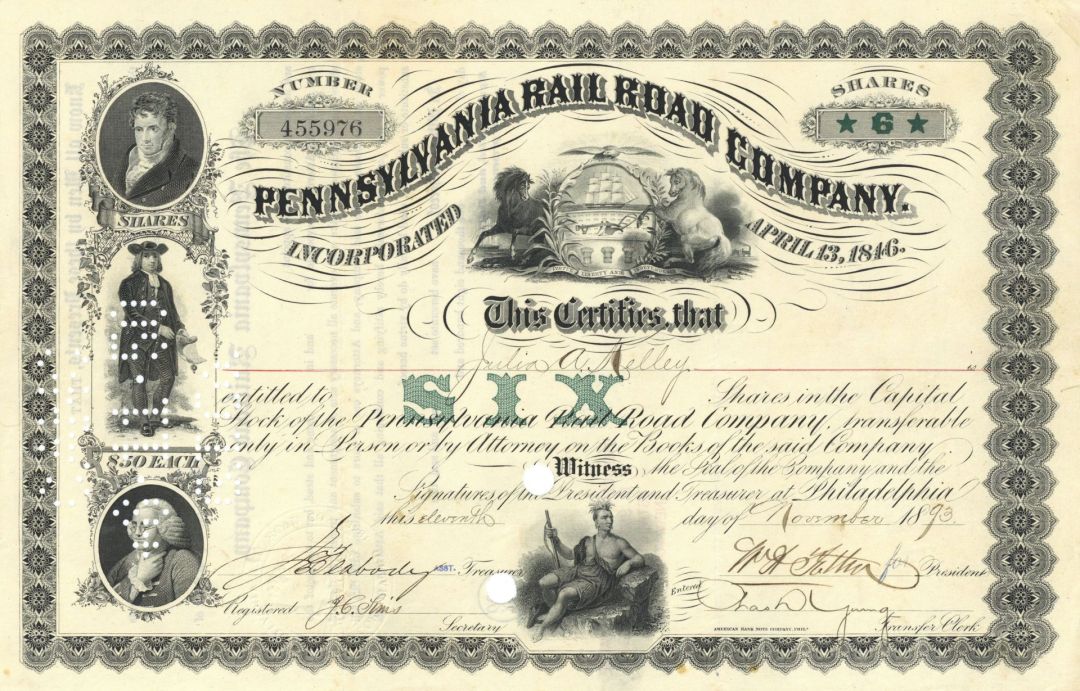 NUMBER
455976
SHARES
★ 6 ★
PENNSYLVANIA RAIL ROAD COMPANY.
INCORPORATED APRIL 13, 1846.
SHARES
$50 EACH
This Certifies, that
Julia A. Kelley is
entitled to SIX Shares in the Capital
Stock of the Pennsylvania Rail Road Company, transferable
only in Person or by Attorney on the Books of the said Company
Witness, the Seal of the Company and the
Signatures of the President and Treasurer at Philadelphia
this eleventh day of November 1893.
Peabody ASST. Treasurer
for President
Registered J.C. Sims Secretary
Entered Young Transfer Clerk
AMERICAN BANK NOTE COMPANY, PHILA